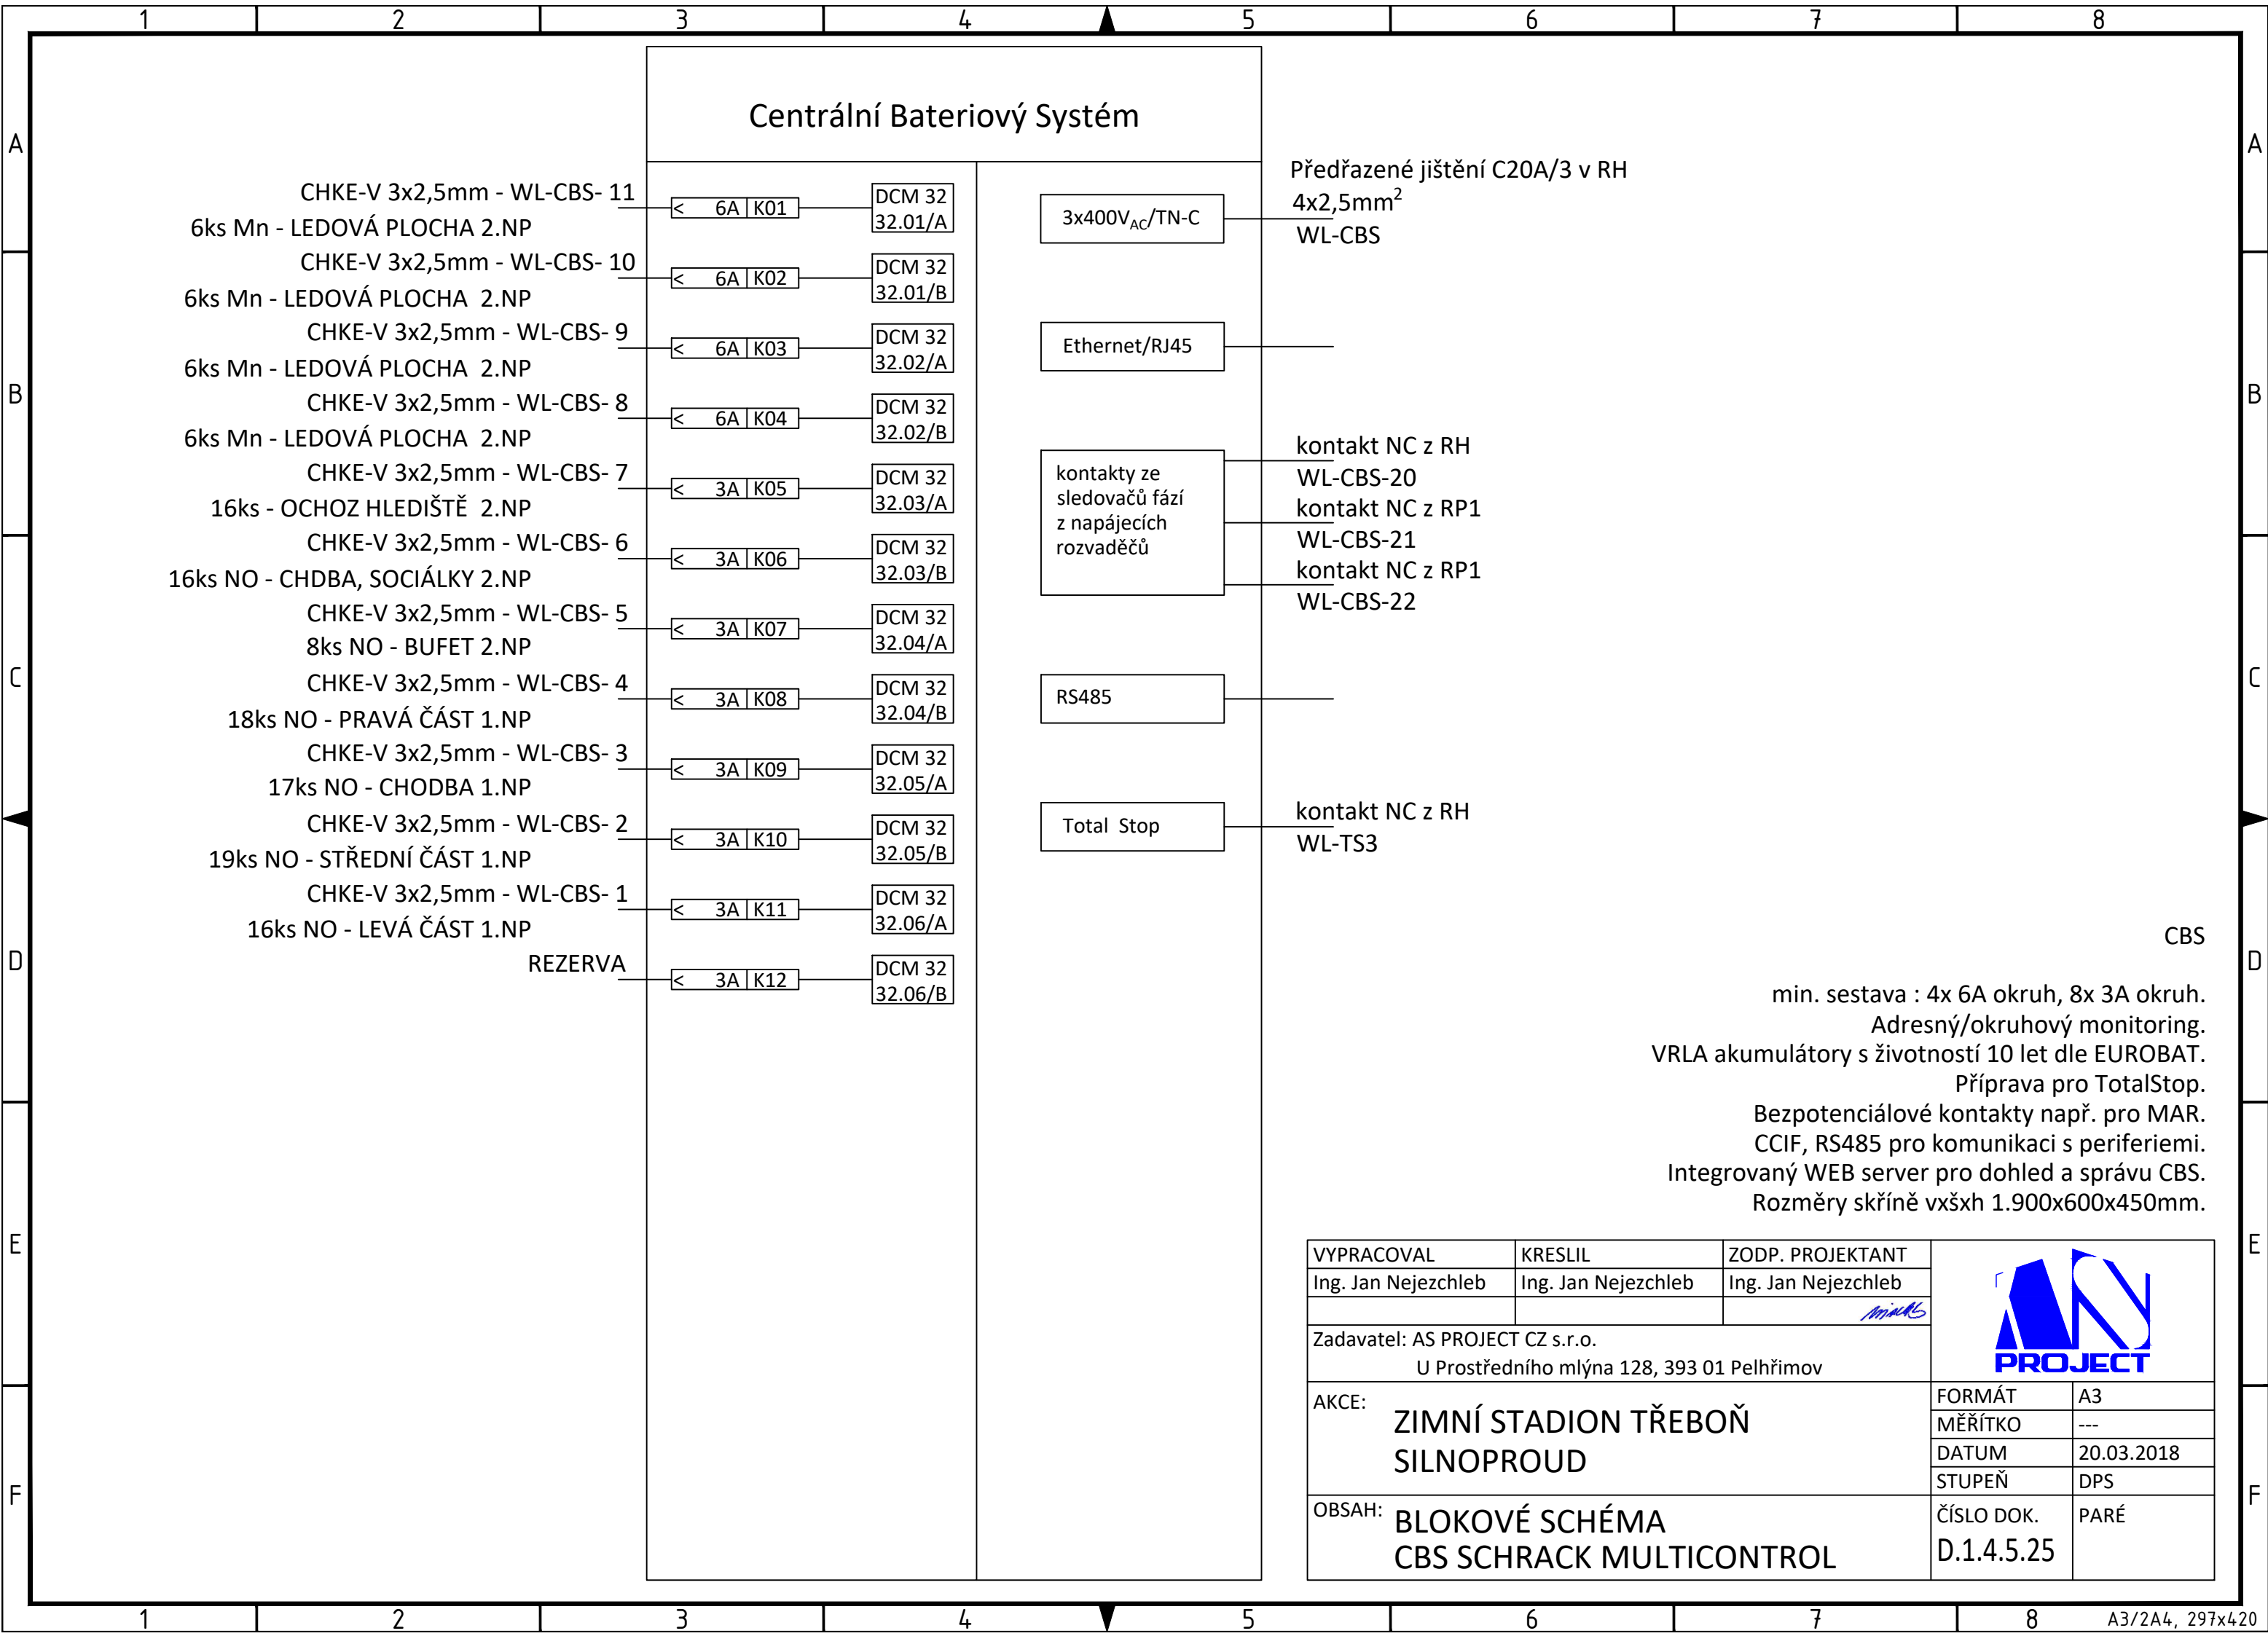 1 2 3 4 5 6 7 8
A A
B B
C C
D D
E E
F F
Centrální Bateriový Systém
CHKE-V 3x2,5mm - WL-CBS- 11
6ks Mn - LEDOVÁ PLOCHA 2.NP
< 6A K01
DCM 32
32.01/A
CHKE-V 3x2,5mm - WL-CBS- 10
6ks Mn - LEDOVÁ PLOCHA 2.NP
< 6A K02
DCM 32
32.01/B
CHKE-V 3x2,5mm - WL-CBS- 9
6ks Mn - LEDOVÁ PLOCHA 2.NP
< 6A K03
DCM 32
32.02/A
CHKE-V 3x2,5mm - WL-CBS- 8
6ks Mn - LEDOVÁ PLOCHA 2.NP
< 6A K04
DCM 32
32.02/B
CHKE-V 3x2,5mm - WL-CBS- 7
16ks - OCHOZ HLEDIŠTĚ 2.NP
< 3A K05
DCM 32
32.03/A
CHKE-V 3x2,5mm - WL-CBS- 6
16ks NO - CHDBA, SOCIÁLKY 2.NP
< 3A K06
DCM 32
32.03/B
CHKE-V 3x2,5mm - WL-CBS- 5
8ks NO - BUFET 2.NP
< 3A K07
DCM 32
32.04/A
CHKE-V 3x2,5mm - WL-CBS- 4
18ks NO - PRAVÁ ČÁST 1.NP
< 3A K08
DCM 32
32.04/B
CHKE-V 3x2,5mm - WL-CBS- 3
17ks NO - CHODBA 1.NP
< 3A K09
DCM 32
32.05/A
CHKE-V 3x2,5mm - WL-CBS- 2
19ks NO - STŘEDNÍ ČÁST 1.NP
< 3A K10
DCM 32
32.05/B
CHKE-V 3x2,5mm - WL-CBS- 1
16ks NO - LEVÁ ČÁST 1.NP
< 3A K11
DCM 32
32.06/A
REZERVA
< 3A K12
DCM 32
32.06/B
3x400VAC/TN-C
Předřazené jištění C20A/3 v RH
4x2,5mm²
WL-CBS
Ethernet/RJ45
kontakty ze
sledovačů fází
z napájecích
rozvaděčů
kontakt NC z RH
WL-CBS-20
kontakt NC z RP1
WL-CBS-21
kontakt NC z RP1
WL-CBS-22
RS485
Total Stop
kontakt NC z RH
WL-TS3
CBS
min. sestava : 4x 6A okruh, 8x 3A okruh.
Adresný/okruhový monitoring.
VRLA akumulátory s životností 10 let dle EUROBAT.
Příprava pro TotalStop.
Bezpotenciálové kontakty např. pro MAR.
CCIF, RS485 pro komunikaci s periferiemi.
Integrovaný WEB server pro dohled a správu CBS.
Rozměry skříně vxšxh 1.900x600x450mm.
VYPRACOVAL KRESLIL ZODP. PROJEKTANT
Ing. Jan Nejezchleb Ing. Jan Nejezchleb Ing. Jan Nejezchleb
Zadavatel: AS PROJECT CZ s.r.o.
U Prostředního mlýna 128, 393 01 Pelhřimov
PROJECT
AKCE:
ZIMNÍ STADION TŘEBOŇ
SILNOPROUD
FORMÁT A3
MĚŘÍTKO ---
DATUM 20.03.2018
STUPEŇ DPS
OBSAH:
BLOKOVÉ SCHÉMA
CBS SCHRACK MULTICONTROL
ČÍSLO DOK. PARÉ
D.1.4.5.25
1 2 3 4 5 6 7 8
A3/2A4, 297x420